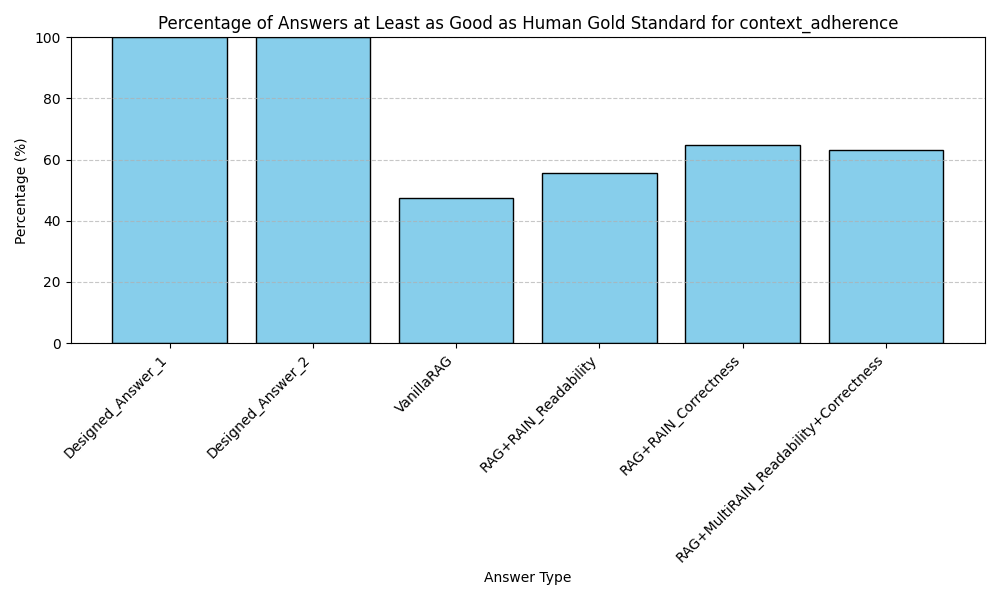 Percentage of Answers at Least as Good as Human Gold Standard for context_adherence
Percentage (%)
100
80
60
40
20
0
Designed_Answer_1
Designed_Answer_2
VanillaRAG
RAG+RAIN_Readability
RAG+RAIN_Correctness
RAG+MultiRAIN_Readability+Correctness
Answer Type